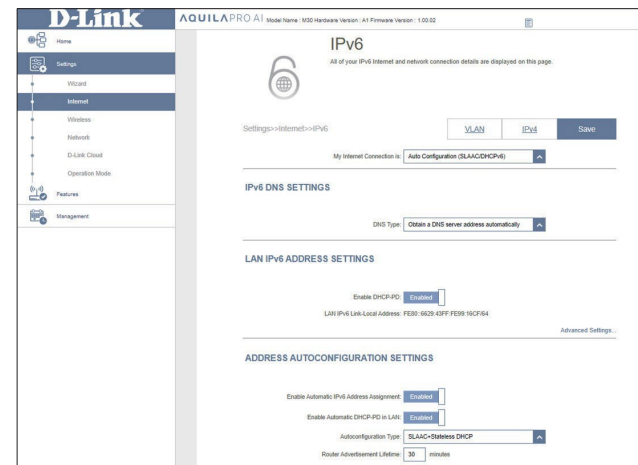 D-Link
AQUILA PRO AI Model Name : M30 Hardware Version : A1 Firmware Version : 1.00.02
Home
Settings
Wizard
Internet
Wireless
Network
D-Link Cloud
Operation Mode
Features
Management
IPv6
All of your IPv6 Internet and network connection details are displayed on this page.
Settings>>Internet>>IPv6
VLAN
IPv4
Save
My Internet Connection is: Auto Configuration (SLAAC/DHCPv6)
IPv6 DNS SETTINGS
DNS Type: Obtain a DNS server address automatically
LAN IPv6 ADDRESS SETTINGS
Enable DHCP-PD: Enabled
LAN IPv6 Link-Local Address: FE80::6629:43FF:FE99:16CF/64
Advanced Settings...
ADDRESS AUTOCONFIGURATION SETTINGS
Enable Automatic IPv6 Address Assignment: Enabled
Enable Automatic DHCP-PD in LAN: Enabled
Autoconfiguration Type: SLAAC+Stateless DHCP
Router Advertisement Lifetime: 30 minutes